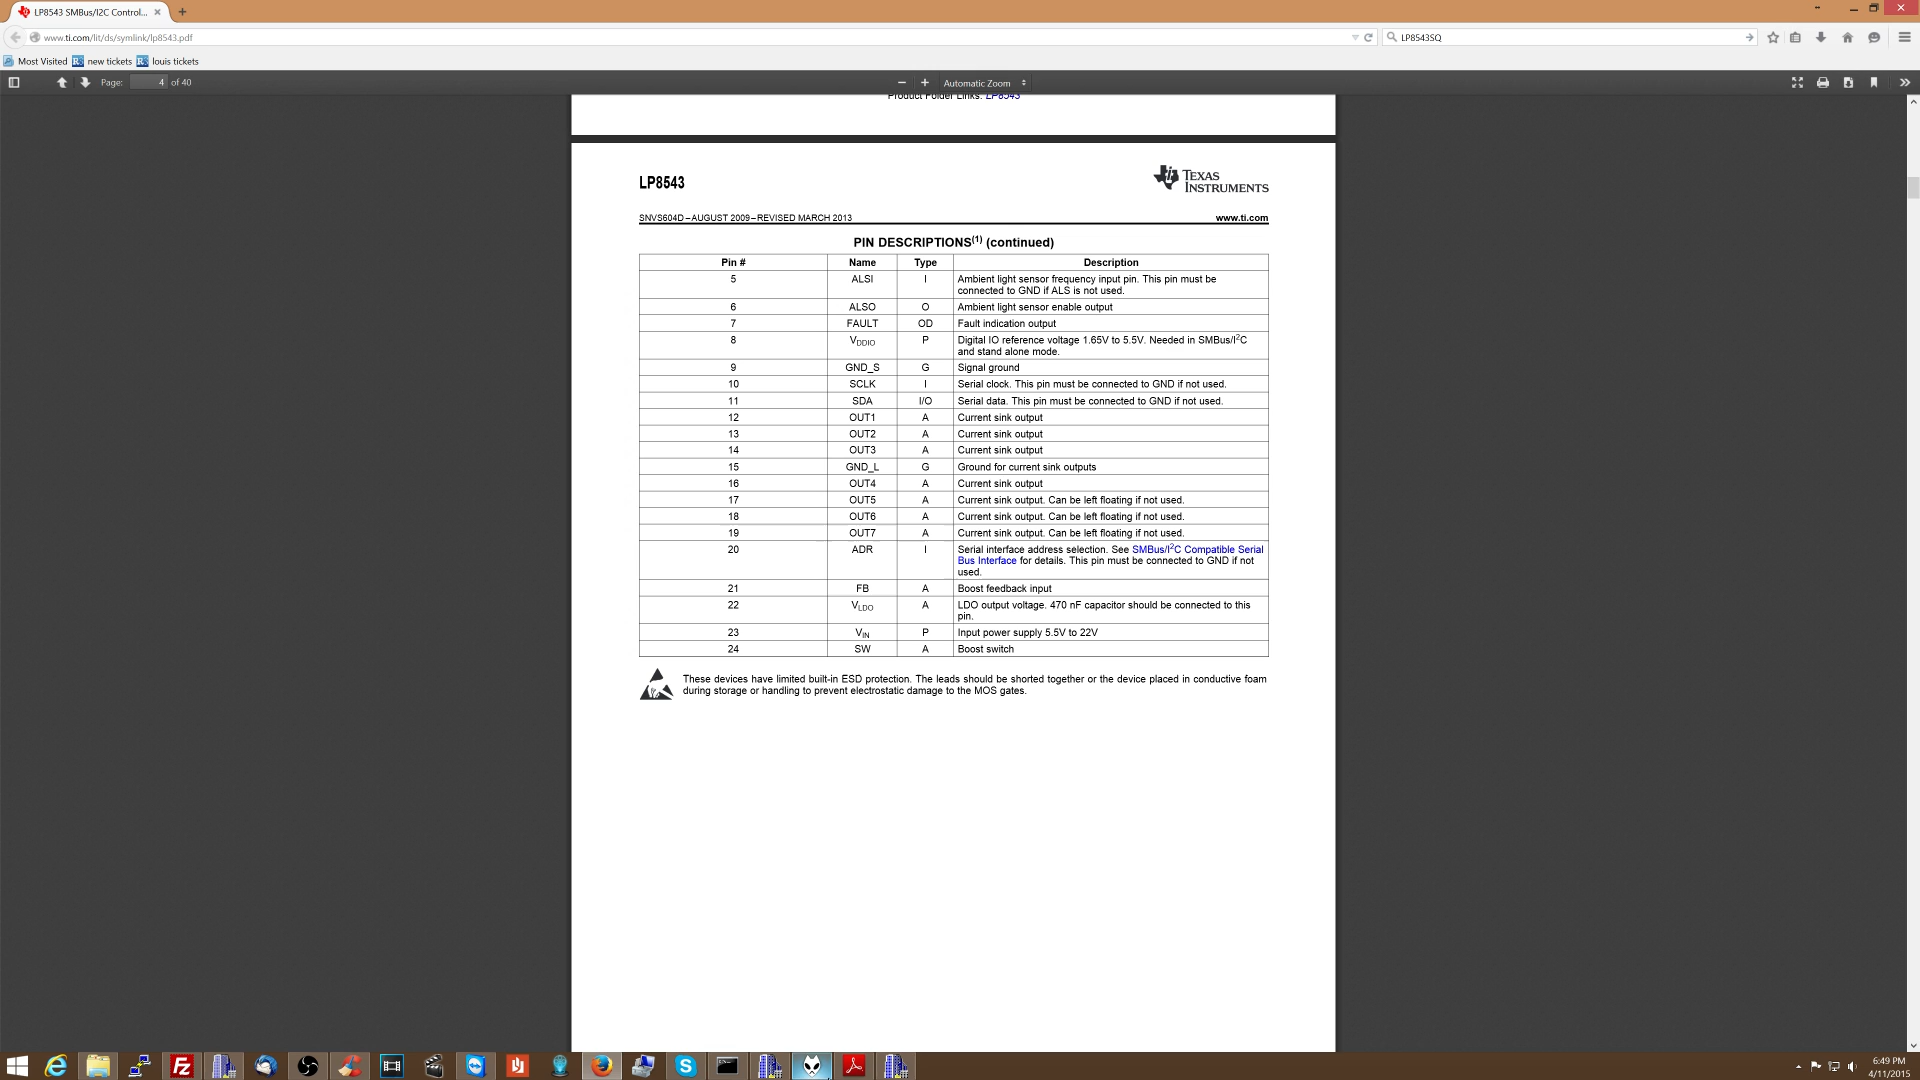 LP8543 SMBus/I2C Control...
www.ti.com/lit/ds/symlink/lp8543.pdf
LP8543SQ
Most Visited new tickets louis tickets
Page: 4 of 40
Automatic Zoom
Product Folder Links: LP8543
LP8543
TEXAS
INSTRUMENTS
SNVS604D – AUGUST 2009 – REVISED MARCH 2013
www.ti.com
PIN DESCRIPTIONS(1) (continued)
Pin # Name Type Description
5 ALSI I Ambient light sensor frequency input pin. This pin must be
connected to GND if ALS is not used.
6 ALSO O Ambient light sensor enable output
7 FAULT OD Fault indication output
8 VDDIO P Digital IO reference voltage 1.65V to 5.5V. Needed in SMBus/I2C
and stand alone mode.
9 GND_S G Signal ground
10 SCLK I Serial clock. This pin must be connected to GND if not used.
11 SDA I/O Serial data. This pin must be connected to GND if not used.
12 OUT1 A Current sink output
13 OUT2 A Current sink output
14 OUT3 A Current sink output
15 GND_L G Ground for current sink outputs
16 OUT4 A Current sink output
17 OUT5 A Current sink output. Can be left floating if not used.
18 OUT6 A Current sink output. Can be left floating if not used.
19 OUT7 A Current sink output. Can be left floating if not used.
20 ADR I Serial interface address selection. See SMBus/I2C Compatible Serial
Bus Interface for details. This pin must be connected to GND if not
used.
21 FB A Boost feedback input
22 VLDO A LDO output voltage. 470 nF capacitor should be connected to this
pin.
23 VIN P Input power supply 5.5V to 22V
24 SW A Boost switch
These devices have limited built-in ESD protection. The leads should be shorted together or the device placed in conductive foam
during storage or handling to prevent electrostatic damage to the MOS gates.
6:49 PM
4/11/2015